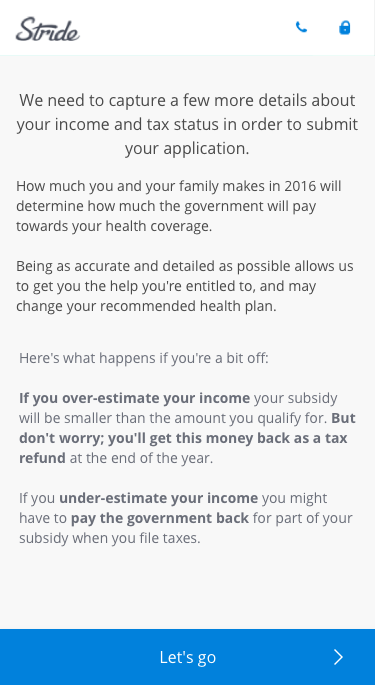 Stride
We need to capture a few more details about
your income and tax status in order to submit
your application.
How much you and your family makes in 2016 will
determine how much the government will pay
towards your health coverage.
Being as accurate and detailed as possible allows us
to get you the help you're entitled to, and may
change your recommended health plan.
Here's what happens if you're a bit off:
If you over-estimate your income your subsidy
will be smaller than the amount you qualify for. But
don't worry; you'll get this money back as a tax
refund at the end of the year.
If you under-estimate your income you might
have to pay the government back for part of your
subsidy when you file taxes.
Let's go